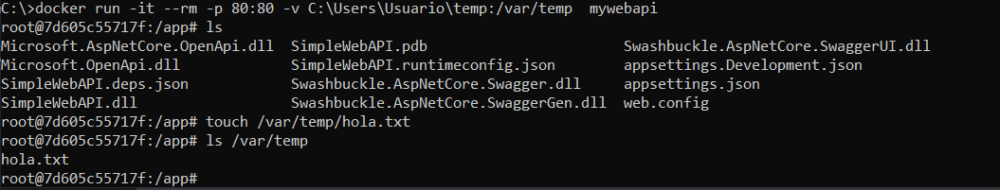 C:\>docker run -it --rm -p 80:80 -v C:\Users\Usuario\temp:/var/temp  mywebapi
root@7d605c55717f:/app# ls
Microsoft.AspNetCore.OpenApi.dll  SimpleWebAPI.pdb                     Swashbuckle.AspNetCore.SwaggerUI.dll
Microsoft.OpenApi.dll             SimpleWebAPI.runtimeconfig.json      appsettings.Development.json
SimpleWebAPI.deps.json            Swashbuckle.AspNetCore.Swagger.dll     appsettings.json
SimpleWebAPI.dll                  Swashbuckle.AspNetCore.SwaggerGen.dll  web.config
root@7d605c55717f:/app# touch /var/temp/hola.txt
root@7d605c55717f:/app# ls /var/temp
hola.txt
root@7d605c55717f:/app#